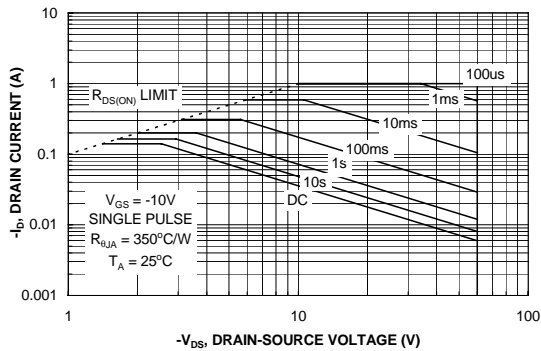 10
1
0.1
0.01
0.001
-I_D, DRAIN CURRENT (A)
R_DS(ON) LIMIT
100us
1ms
10ms
100ms
1s
10s
DC
V_GS = -10V
SINGLE PULSE
R_θJA = 350°C/W
T_A = 25°C
1 10 100
-V_DS, DRAIN-SOURCE VOLTAGE (V)